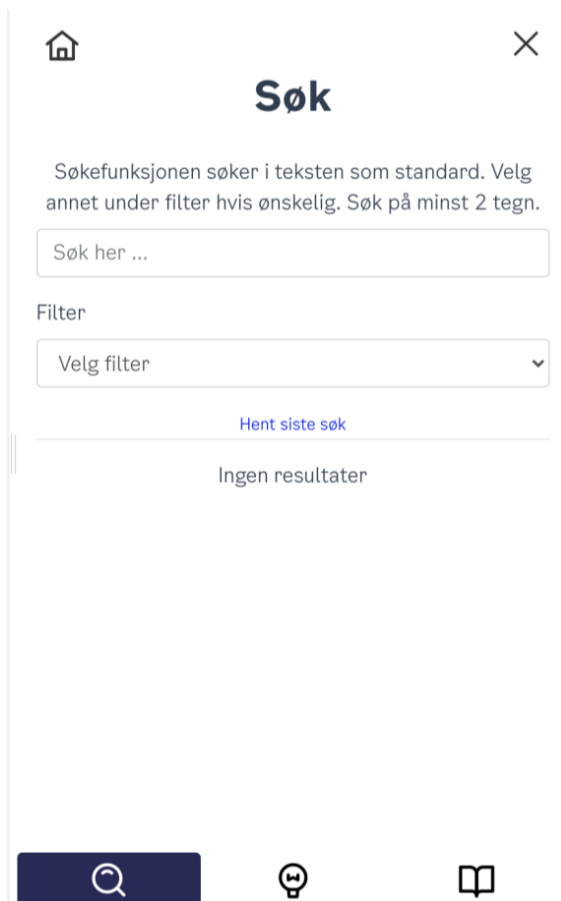 Søk
Søkefunksjonen søker i teksten som standard. Velg
annet under filter hvis ønskelig. Søk på minst 2 tegn.
Søk her ...
Filter
Velg filter
Hent siste søk
Ingen resultater